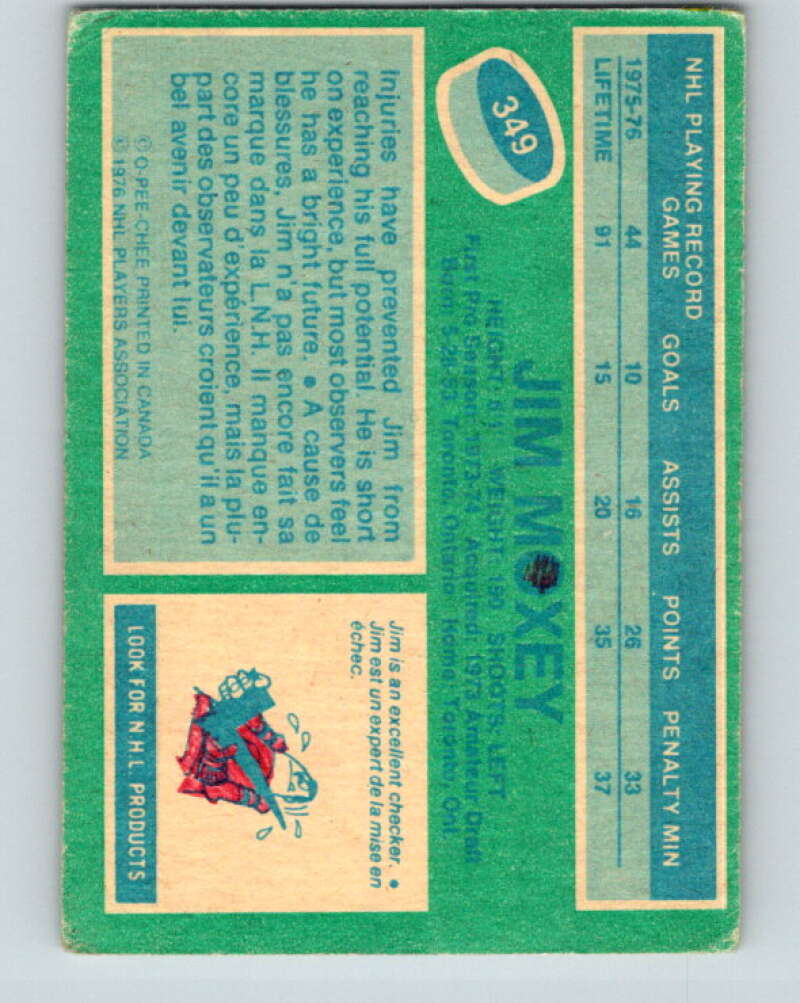 NHL PLAYING RECORD
GAMES GOALS ASSISTS POINTS PENALTY MIN
1975-76 44 10 16 26 33
LIFETIME 91 15 20 35 37
349
JIM MOXEY
HEIGHT: 6'1 WEIGHT: 190 SHOOTS: LEFT
First Pro Season: 1973-74 Acquired: 1973 Amateur Draft
Born: 5-28-53 Toronto, Ontario Home: Toronto, Ont.
Injuries have prevented Jim from
reaching his full potential. He is short
on experience, but most observers feel
he has a bright future. • A cause de
blessures, Jim n'a pas encore fait sa
marque dans la L.N.H. Il manque en-
core un peu d'expérience, mais la plu-
part des observateurs croient qu'il a un
bel avenir devant lui.
© O-PEE-CHEE PRINTED IN CANADA
© 1976 NHL PLAYERS ASSOCIATION
Jim is an excellent checker. •
Jim est un expert de la mise en
échec.
LOOK FOR N H L PRODUCTS